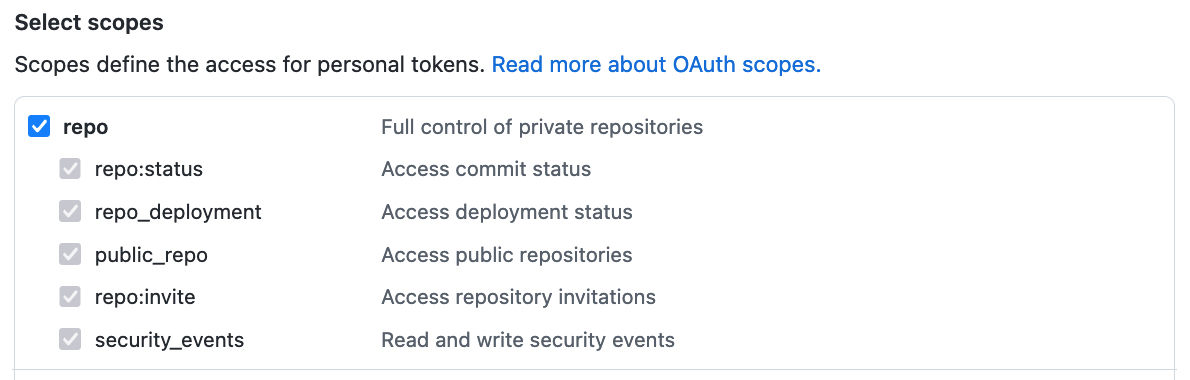 Select scopes
Scopes define the access for personal tokens. Read more about OAuth scopes.
repo Full control of private repositories
repo:status Access commit status
repo_deployment Access deployment status
public_repo Access public repositories
repo:invite Access repository invitations
security_events Read and write security events